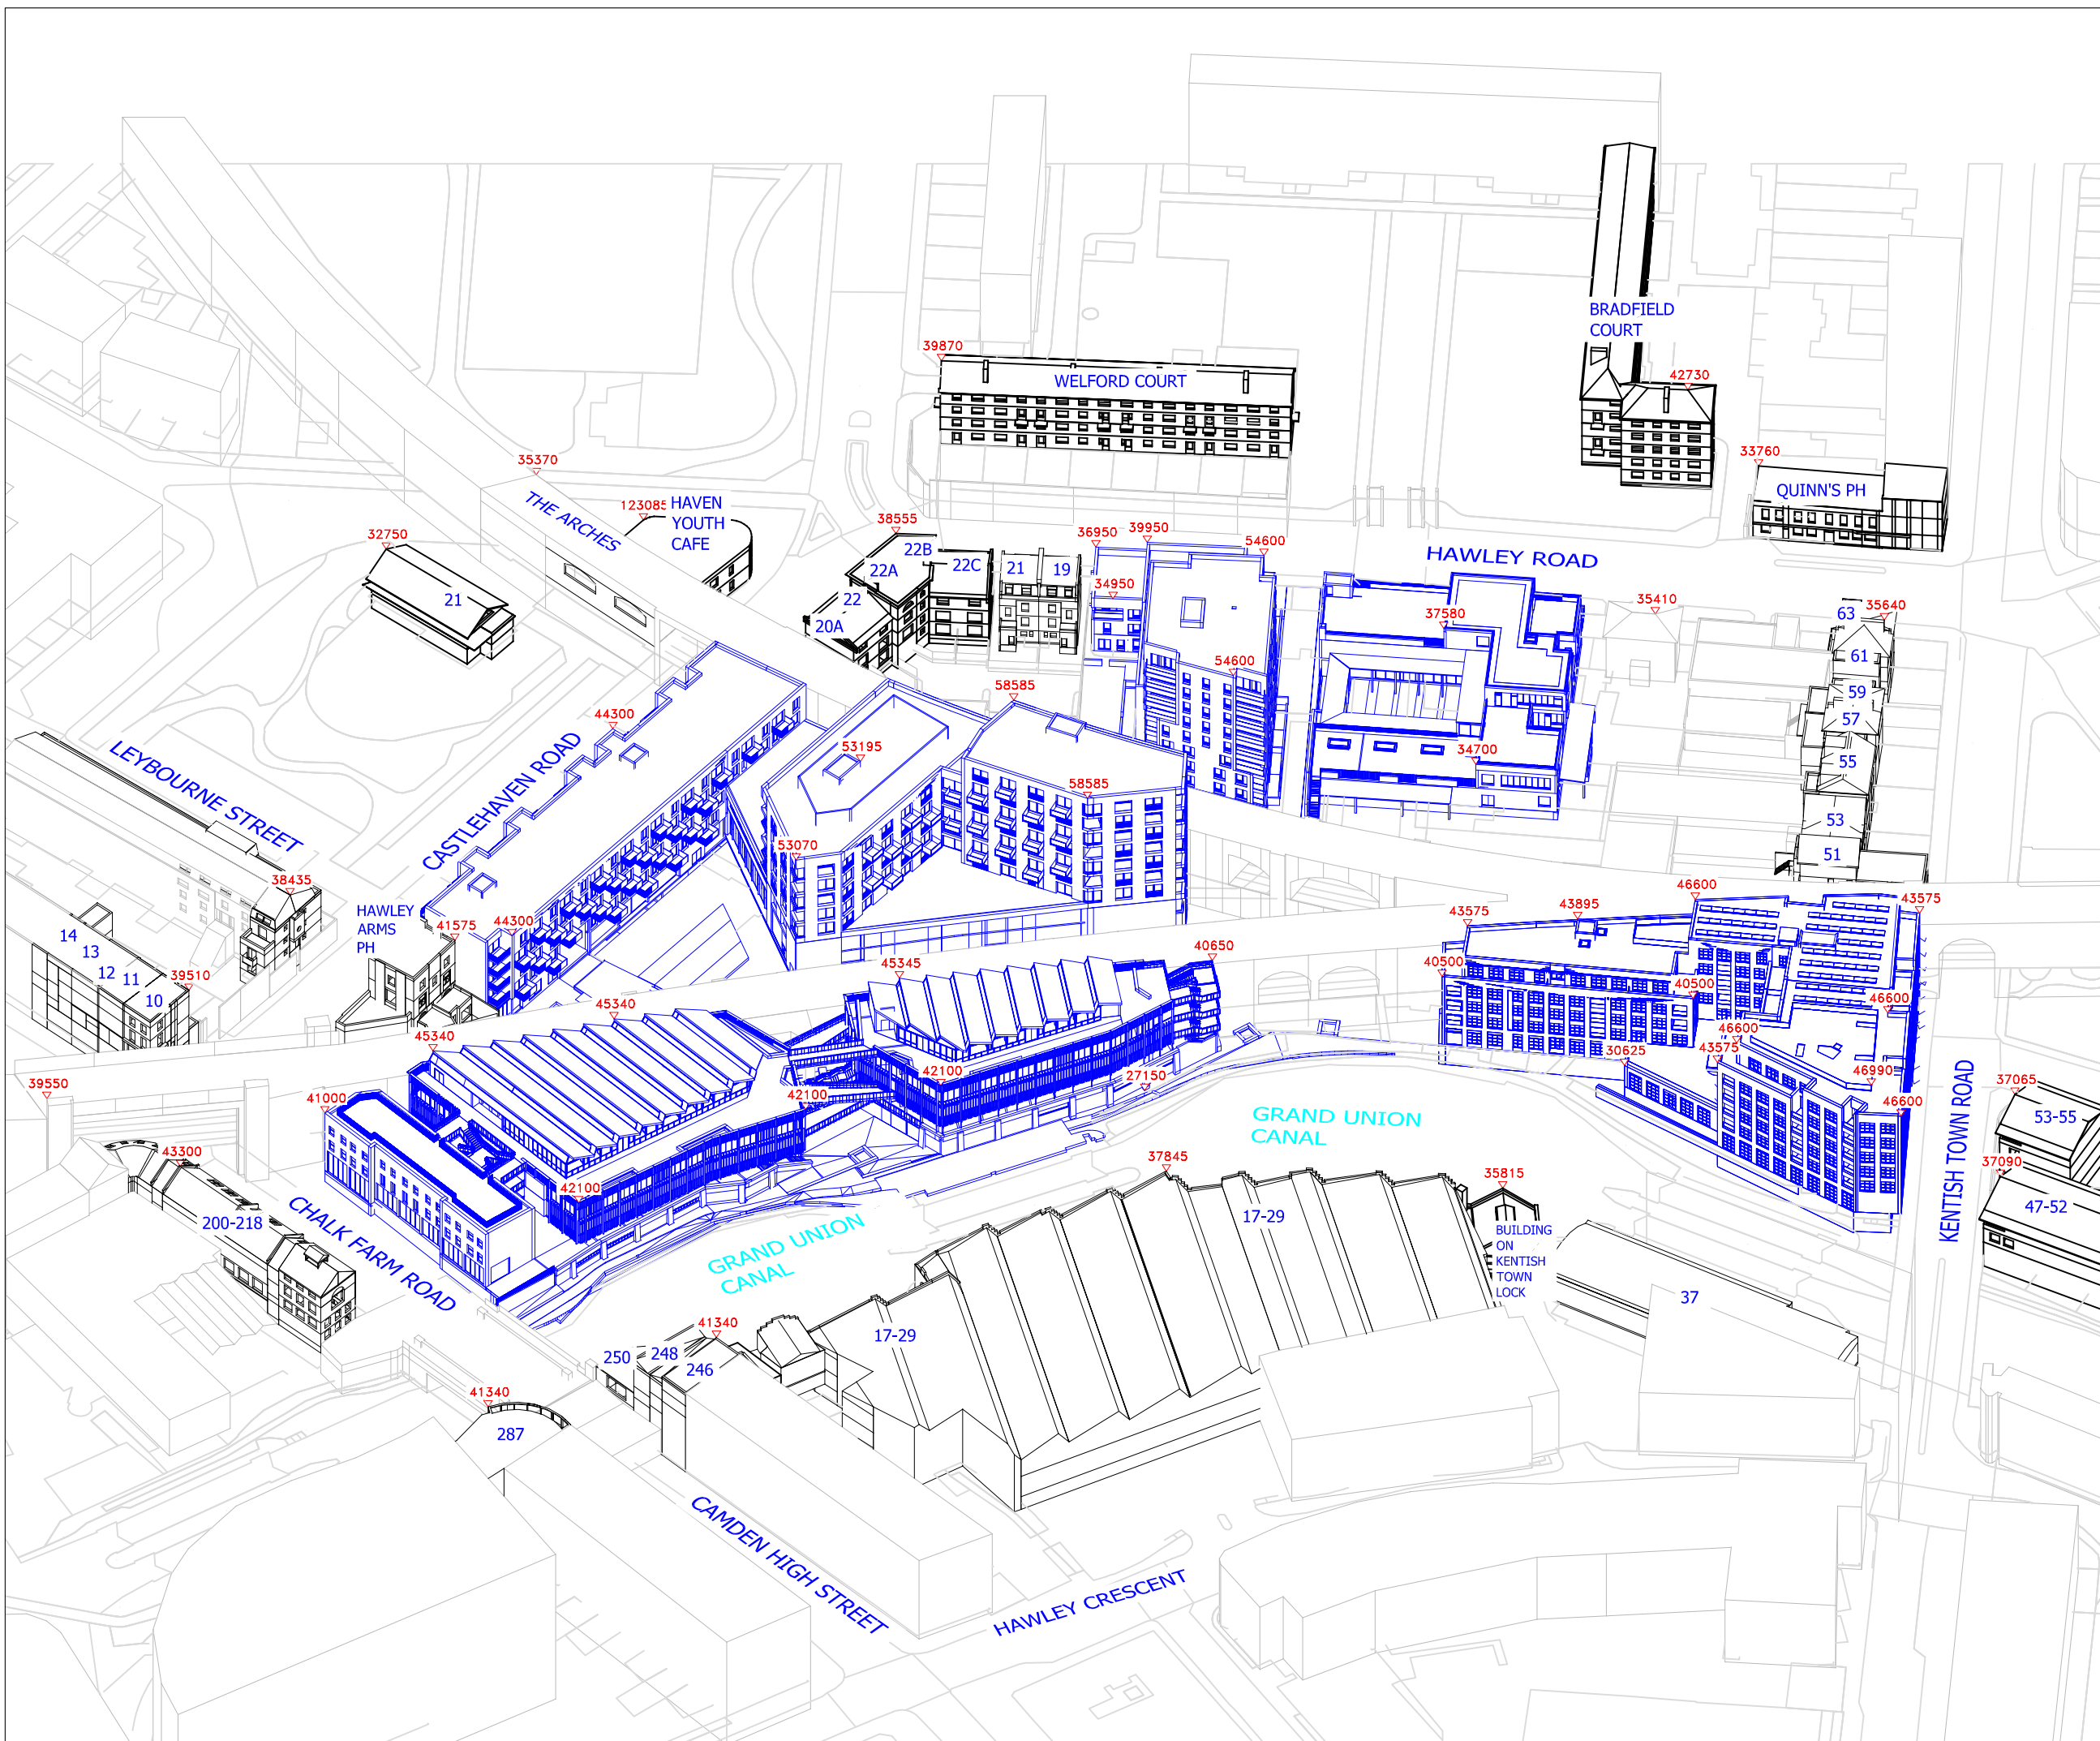 BRADFIELD
COURT
39870
WELFORD COURT
42730
35370
33760
QUINN'S PH
THE ARCHES
123085
HAVEN
YOUTH
CAFE
32750
21
38555
22B
22A
22C
22
20A
21
19
36950
39950
54600
34950
HAWLEY ROAD
37580
35410
63
35640
61
59
57
55
53
51
54600
58585
44300
53195
34700
58585
LEYBOURNE STREET
CASTLEHAVEN ROAD
53070
38435
HAWLEY
ARMS
PH
41575
44300
14
13
12
11
10
39510
46600
43575
43895
43575
40500
40500
46600
46600
43575
30625
46990
46600
40650
45345
45340
45340
39550
41000
42100
42100
27150
42100
GRAND UNION
CANAL
KENTISH TOWN ROAD
37065
53-55
37090
47-52
43300
200-218
CHALK FARM ROAD
GRAND UNION
CANAL
37845
17-29
35815
BUILDING
ON
KENTISH
TOWN
LOCK
37
17-29
41340
250
248
246
41340
287
CAMDEN HIGH STREET
HAWLEY CRESCENT